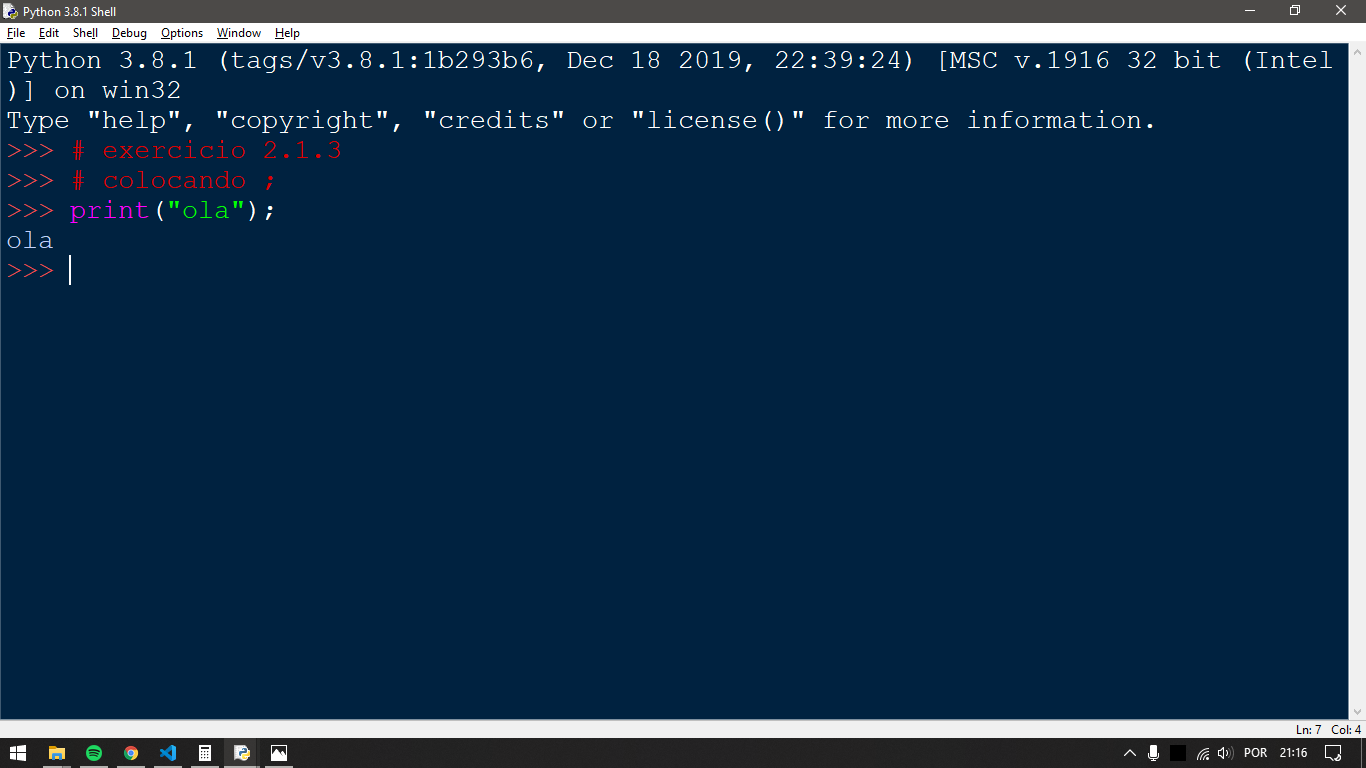 Python 3.8.1 Shell
File Edit Shell Debug Options Window Help
Python 3.8.1 (tags/v3.8.1:1b293b6, Dec 18 2019, 22:39:24) [MSC v.1916 32 bit (Intel
)] on win32
Type "help", "copyright", "credits" or "license()" for more information.
>>> # exercicio 2.1.3
>>> # colocando ;
>>> print("ola");
ola
>>>
Ln: 7 Col: 4
POR 21:16